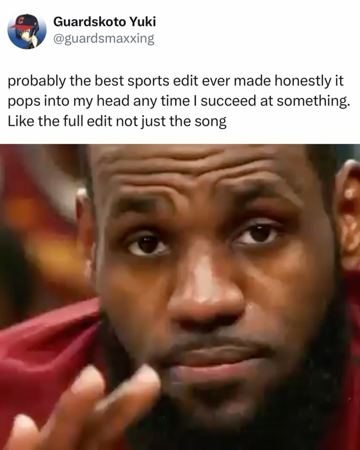 Guardskoto Yuki
@guardsmaxxing
probably the best sports edit ever made honestly it
pops into my head any time I succeed at something.
Like the full edit not just the song